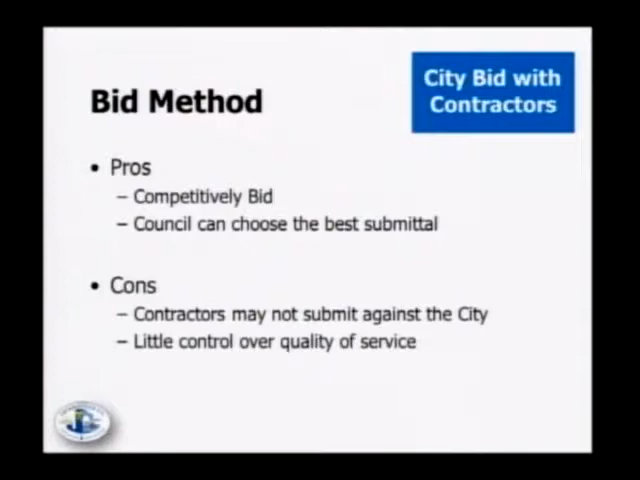 City Bid with
Contractors
Bid Method
• Pros
– Competitively Bid
– Council can choose the best submittal
• Cons
– Contractors may not submit against the City
– Little control over quality of service